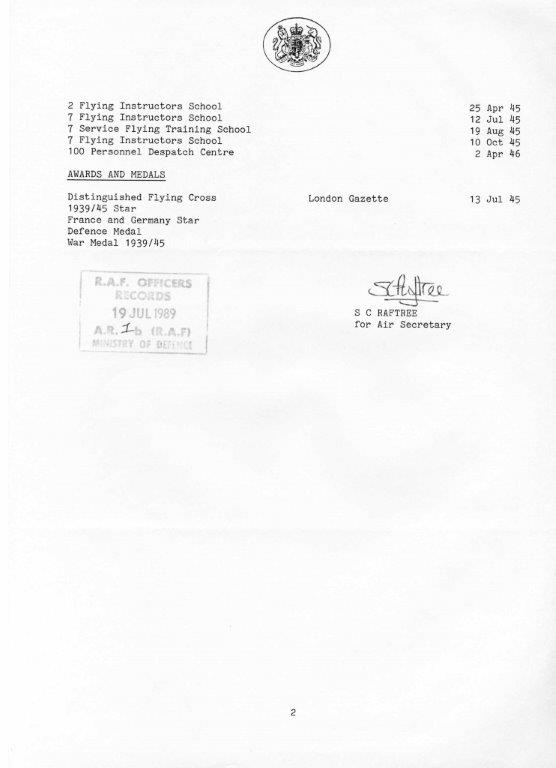 2 Flying Instructors School 25 Apr 45
7 Flying Instructors School 12 Jul 45
7 Service Flying Training School 19 Aug 45
7 Flying Instructors School 10 Oct 45
100 Personnel Despatch Centre 2 Apr 46
AWARDS AND MEDALS
Distinguished Flying Cross London Gazette 13 Jul 45
1939/45 Star
France and Germany Star
Defence Medal
War Medal 1939/45
R.A.F. OFFICERS
RECORDS
19 JUL 1989
A.R. 1-b (R.A.F)
MINISTRY OF DEFENCE
S C Raftree
S C RAFTREE
for Air Secretary
2